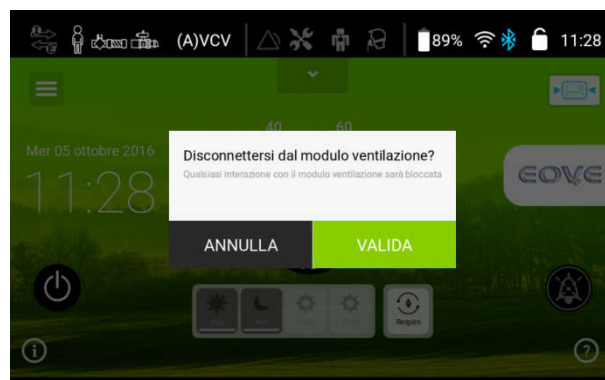 (A)VCV 89% 11:28
40 60
Mer 05 ottobre 2016
11:28
Disconnettersi dal modulo ventilazione?
Qualsiasi interazione con il modulo ventilazione sarà bloccata
EOVE
ANNULLA VALIDA
Respiro